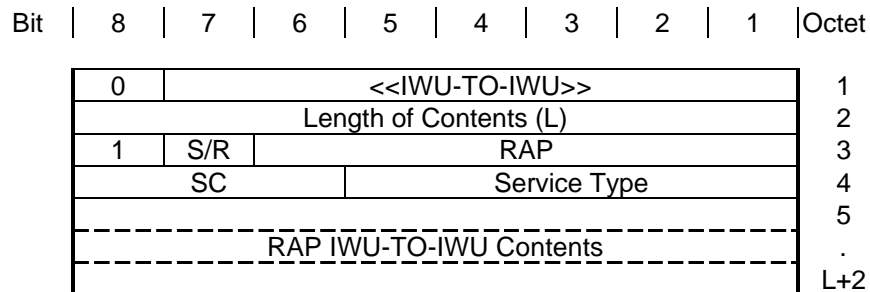 Bit 8 7 6 5 4 3 2 1 Octet
0 <<IWU-TO-IWU>> 1
Length of Contents (L) 2
1 S/R RAP 3
SC Service Type 4
5
RAP IWU-TO-IWU Contents .
L+2